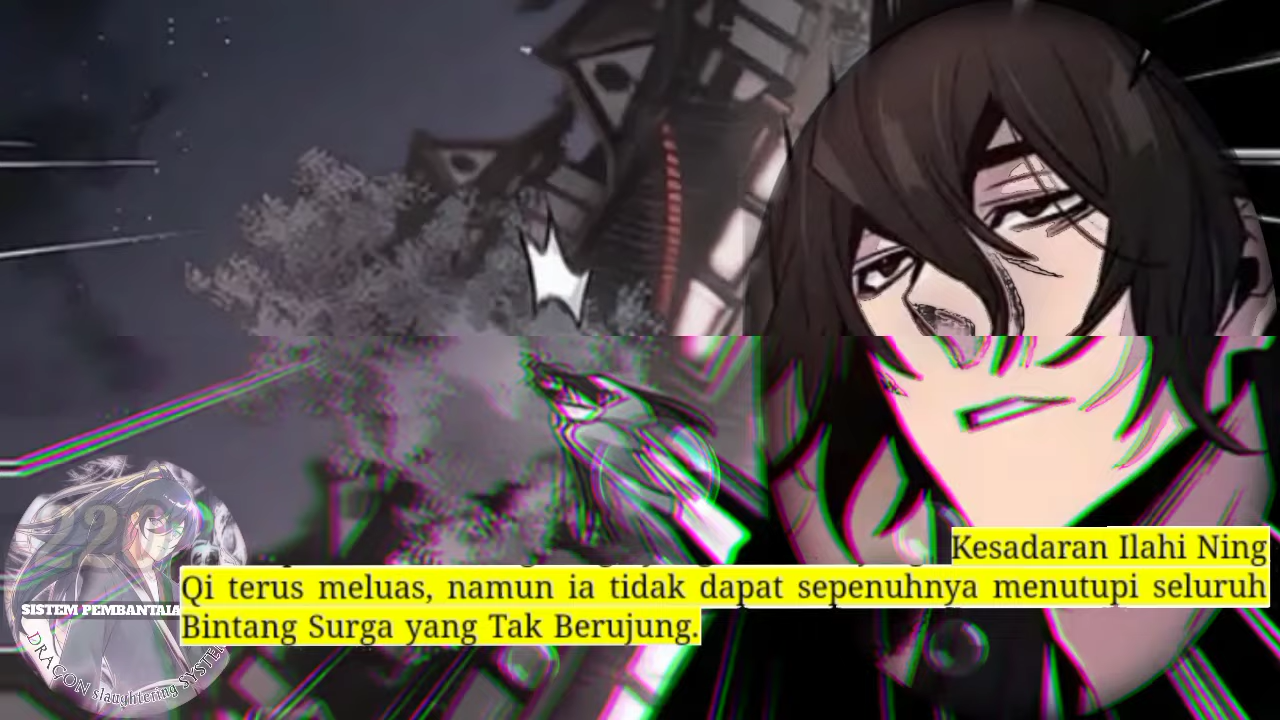 Kesadaran Ilahi Ning
Qi terus meluas, namun ia tidak dapat sepenuhnya menutupi seluruh
Bintang Surga yang Tak Berujung.
SISTEM PEMBANTAIA
DRAGON slaughtering SYSTE